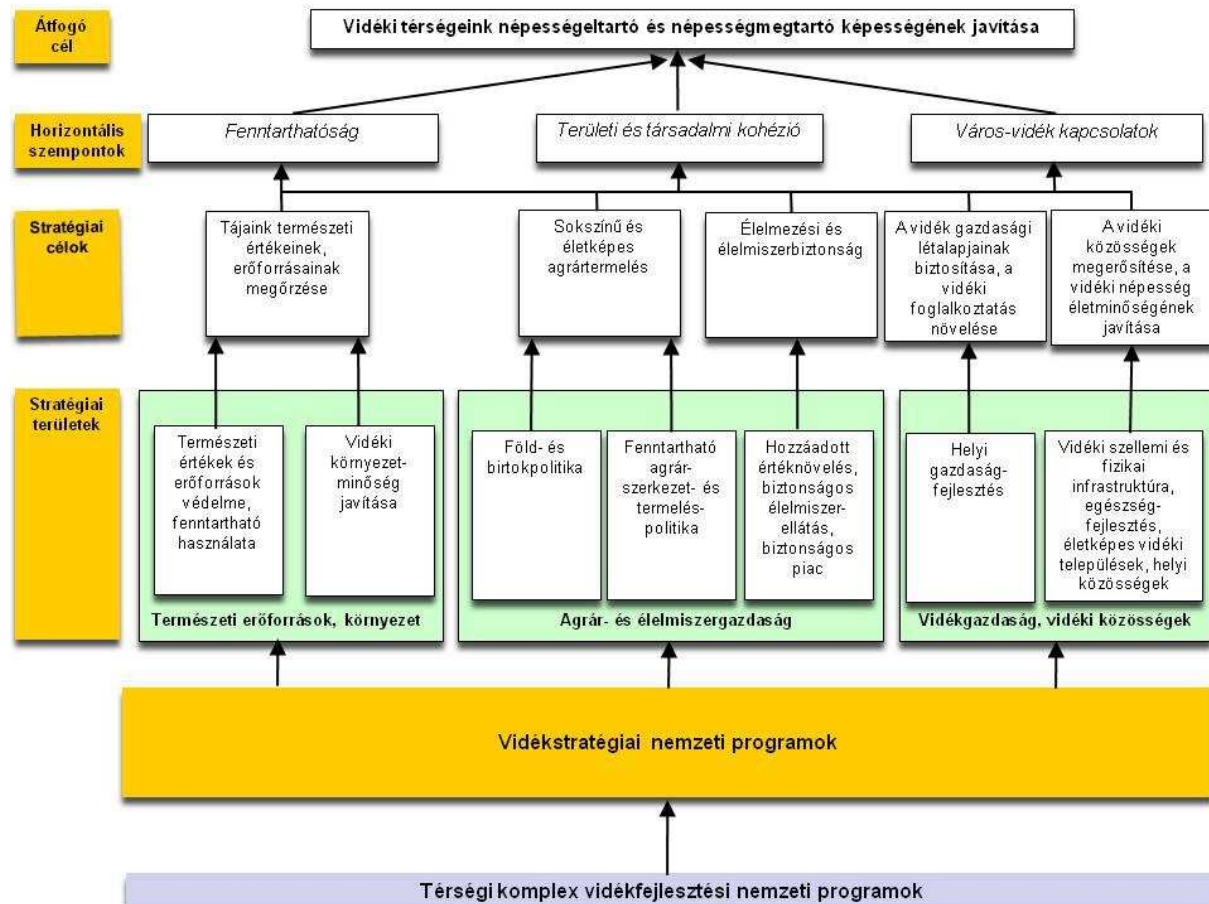 Átfogó
cél
Vidéki térségeink népességeltartó és népességmegtartó képességének javítása
Horizontális
szempontok
Fenntarthatóság
Területi és társadalmi kohézió
Város-vidék kapcsolatok
Stratégiai
célok
Tájaink természeti
értékeinek,
erőforrásainak
megőrzése
Sokszínű és
életképes
agrártermelés
Élelmezési és
élelmiszerbiztonság
A vidék gazdasági
létalapjainak
biztosítása, a
vidéki
foglalkoztatás
növelése
A vidéki
közösségek
megerősítése, a
vidéki népesség
életminőségének
javítása
Stratégiai
területek
Természeti
értékek és
erőforrások
védelme,
fenntartható
használata
Vidéki
környezet-
minőség
javítása
Természeti erőforrások, környezet
Föld- és
birtokpolitika
Fenntartható
agrár-
szerkezet- és
termelés-
politika
Hozzáadott
értéknövelés,
biztonságos
élelmiszer-
ellátás,
biztonságos
piac
Agrár- és élelmiszergazdaság
Helyi
gazdaság-
fejlesztés
Vidéki szellemi és
fizikai
infrastruktúra,
egészség-
fejlesztés,
életképes vidéki
települések, helyi
közösségek
Vidékgazdaság, vidéki közösségek
Vidékstratégiai nemzeti programok
Térségi komplex vidékfejlesztési nemzeti programok